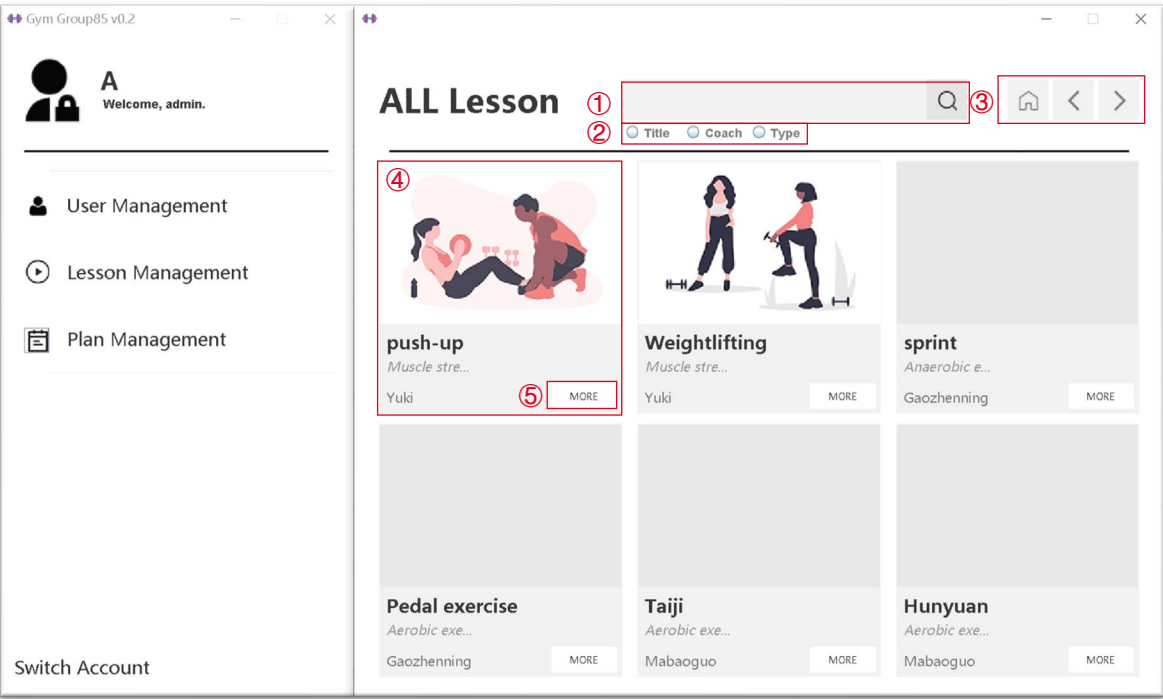 Gym Group85 v0.2
A
Welcome, admin.
User Management
Lesson Management
Plan Management
Switch Account
ALL Lesson
①
③
② Title Coach Type
④
push-up
Muscle stre...
Yuki ⑤ MORE
Weightlifting
Muscle stre...
Yuki MORE
sprint
Anaerobic e...
Gaozhenning MORE
Pedal exercise
Aerobic exe...
Gaozhenning MORE
Taiji
Aerobic exe...
Mabaoguo MORE
Hunyuan
Aerobic exe...
Mabaoguo MORE